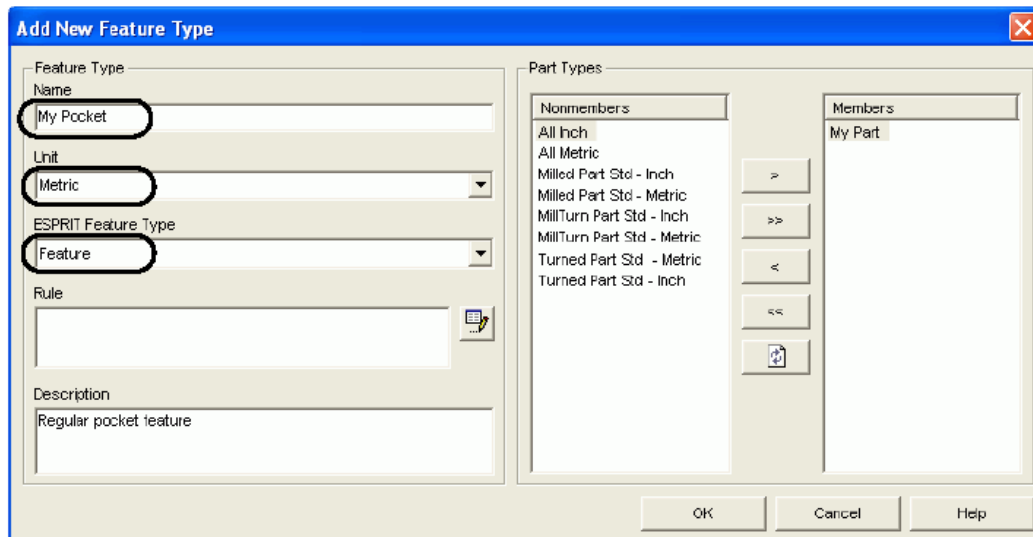 Add New Feature Type
Feature Type
Name
My Pocket
Unit
Metric
ESPRIT Feature Type
Feature
Rule
Description
Regular pocket feature
Part Types
Nonmembers
All Inch
All Metric
Milled Part Std - Inch
Milled Part Std - Metric
MillTurn Part Std - Inch
MillTurn Part Std - Metric
Turned Part Std - Metric
Turned Part Std - Inch
>
>>
<
<<
Members
My Part
OK
Cancel
Help